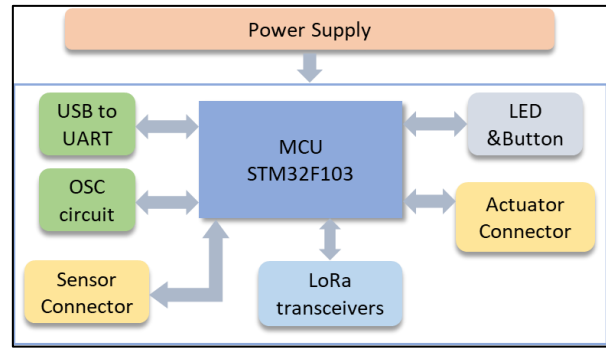 Power Supply
USB to
UART
MCU
STM32F103
LED
&Button
OSC
circuit
Actuator
Connector
Sensor
Connector
LoRa
transceivers